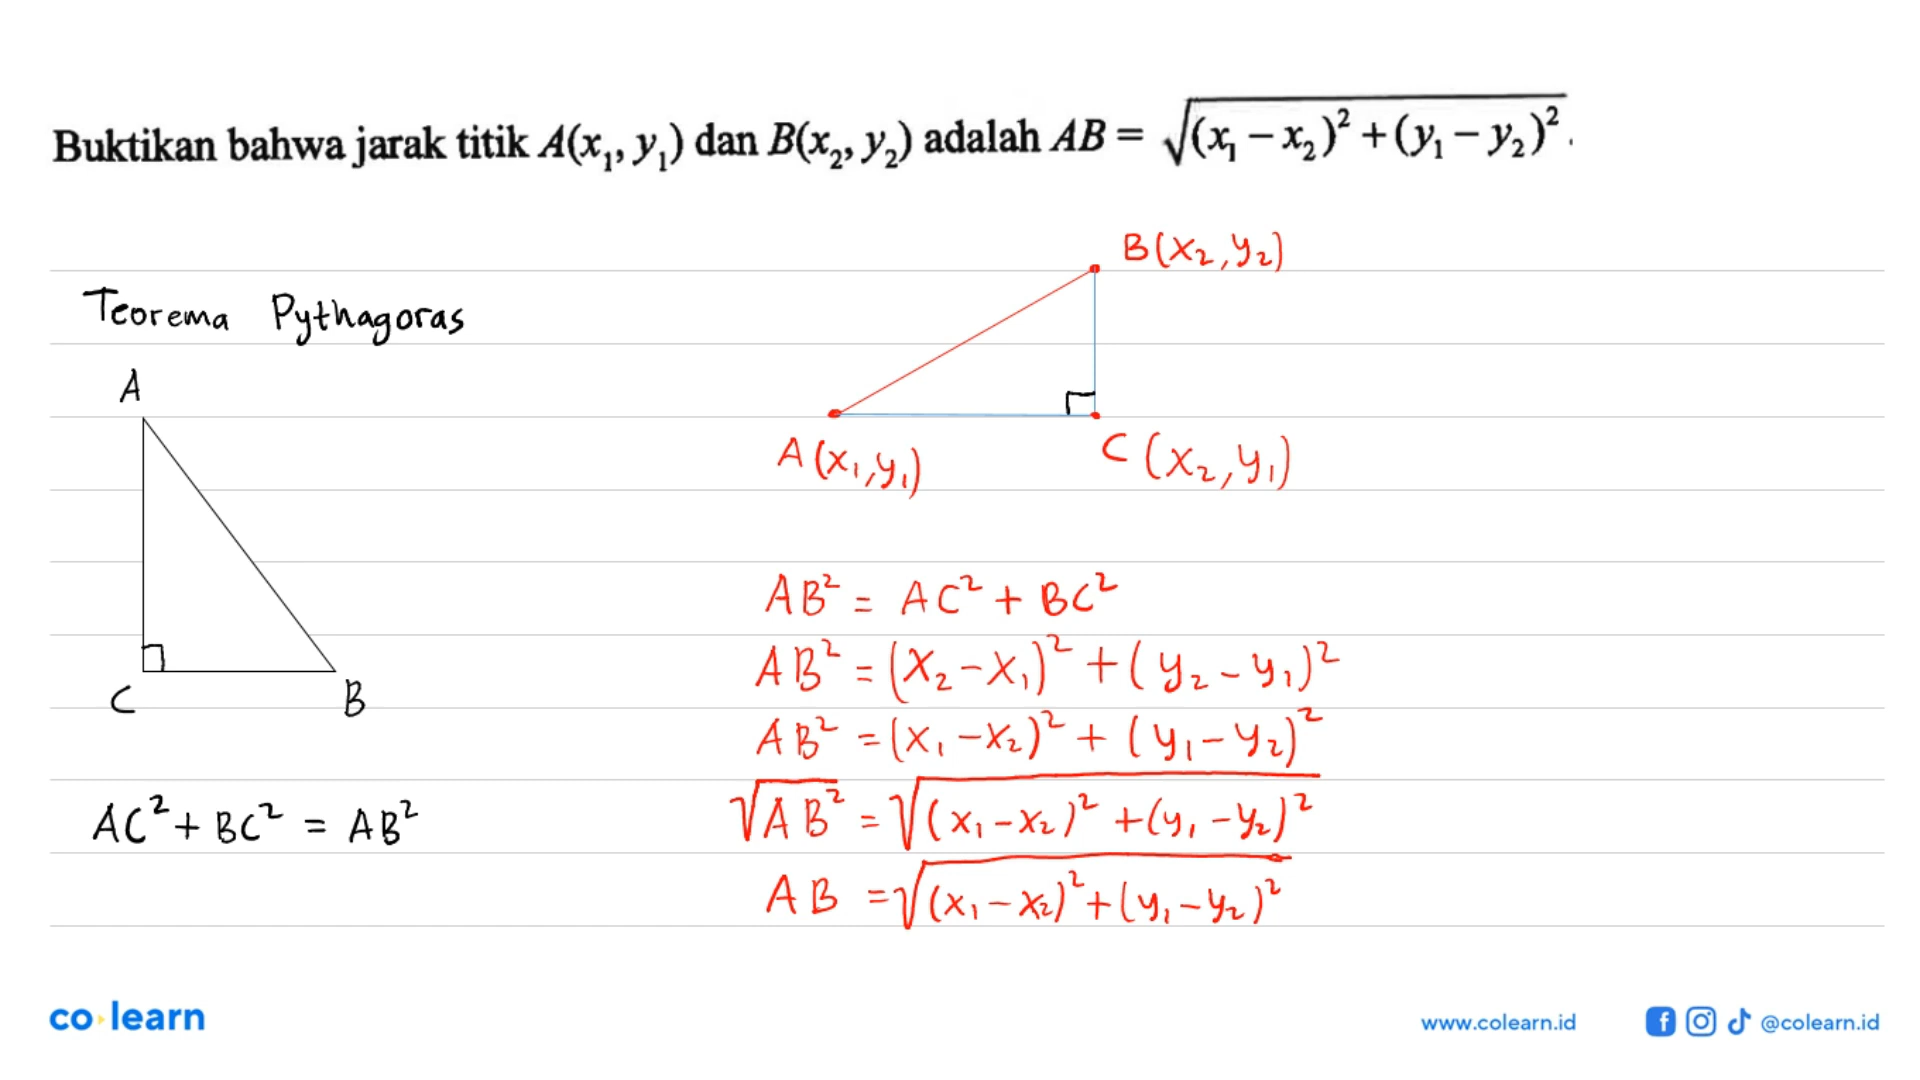 Buktikan bahwa jarak titik A(x₁, y₁) dan B(x₂, y₂) adalah AB = √((x₁ − x₂)² + (y₁ − y₂)²).
Teorema Pythagoras
A
C
B
AC² + BC² = AB²
B(x₂, y₂)
A(x₁, y₁)
C(x₂, y₁)
AB² = AC² + BC²
AB² = (x₂ − x₁)² + (y₂ − y₁)²
AB² = (x₁ − x₂)² + (y₁ − y₂)²
√(AB²) = √((x₁ − x₂)² + (y₁ − y₂)²)
AB = √((x₁ − x₂)² + (y₁ − y₂)²)
co learn
www.colearn.id
@colearn.id